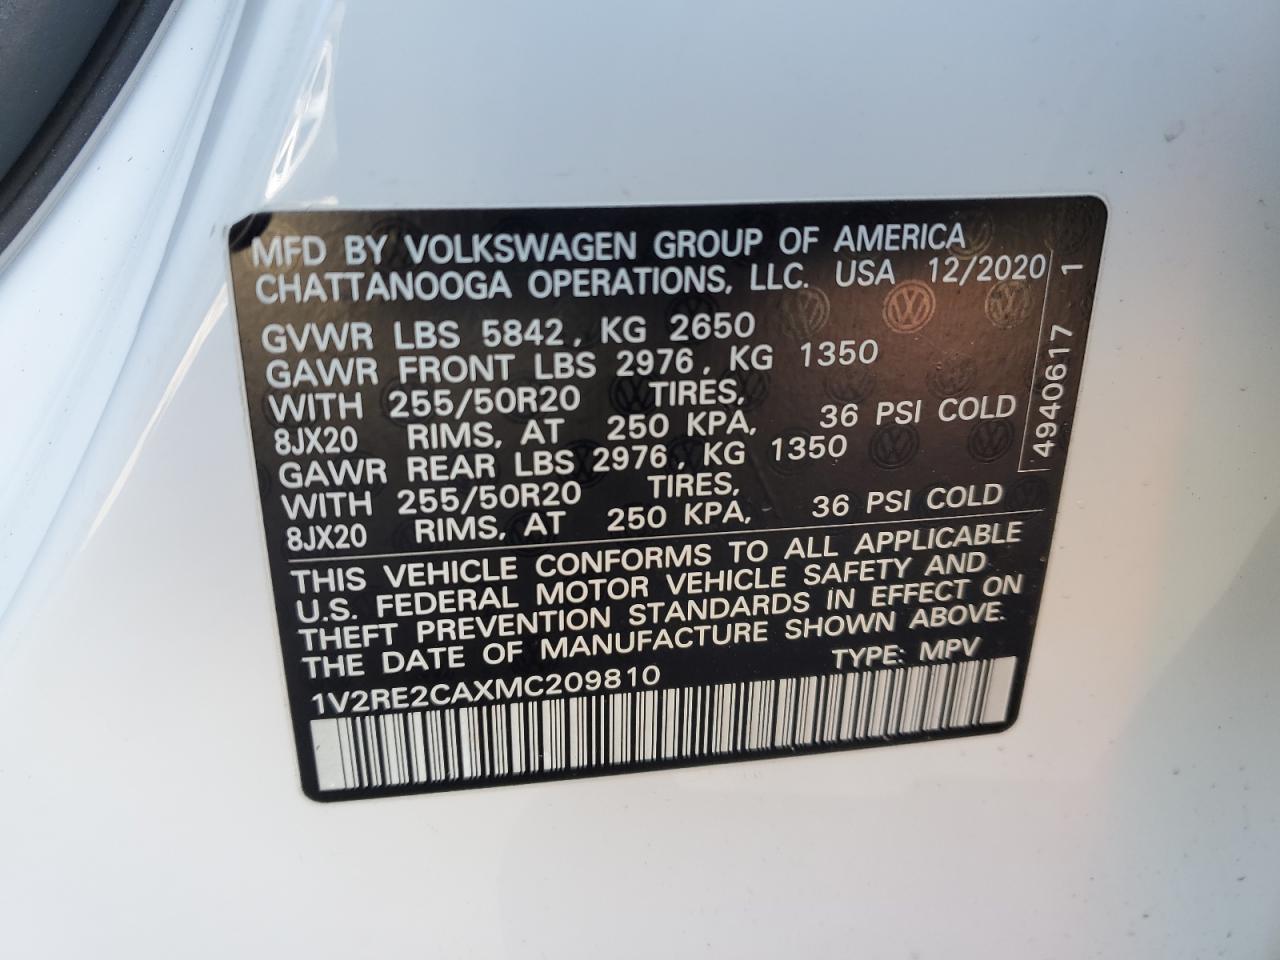 MFD BY VOLKSWAGEN GROUP OF AMERICA
CHATTANOOGA OPERATIONS, LLC. USA 12/2020
GVWR LBS 5842, KG 2650
GAWR FRONT LBS 2976, KG 1350
WITH 255/50R20 TIRES,
8JX20 RIMS, AT 250 KPA, 36 PSI COLD
GAWR REAR LBS 2976, KG 1350
WITH 255/50R20 TIRES,
8JX20 RIMS, AT 250 KPA, 36 PSI COLD
THIS VEHICLE CONFORMS TO ALL APPLICABLE
U.S. FEDERAL MOTOR VEHICLE SAFETY AND
THEFT PREVENTION STANDARDS IN EFFECT ON
THE DATE OF MANUFACTURE SHOWN ABOVE.
1V2RE2CAXMC209810 TYPE: MPV
4940617 1